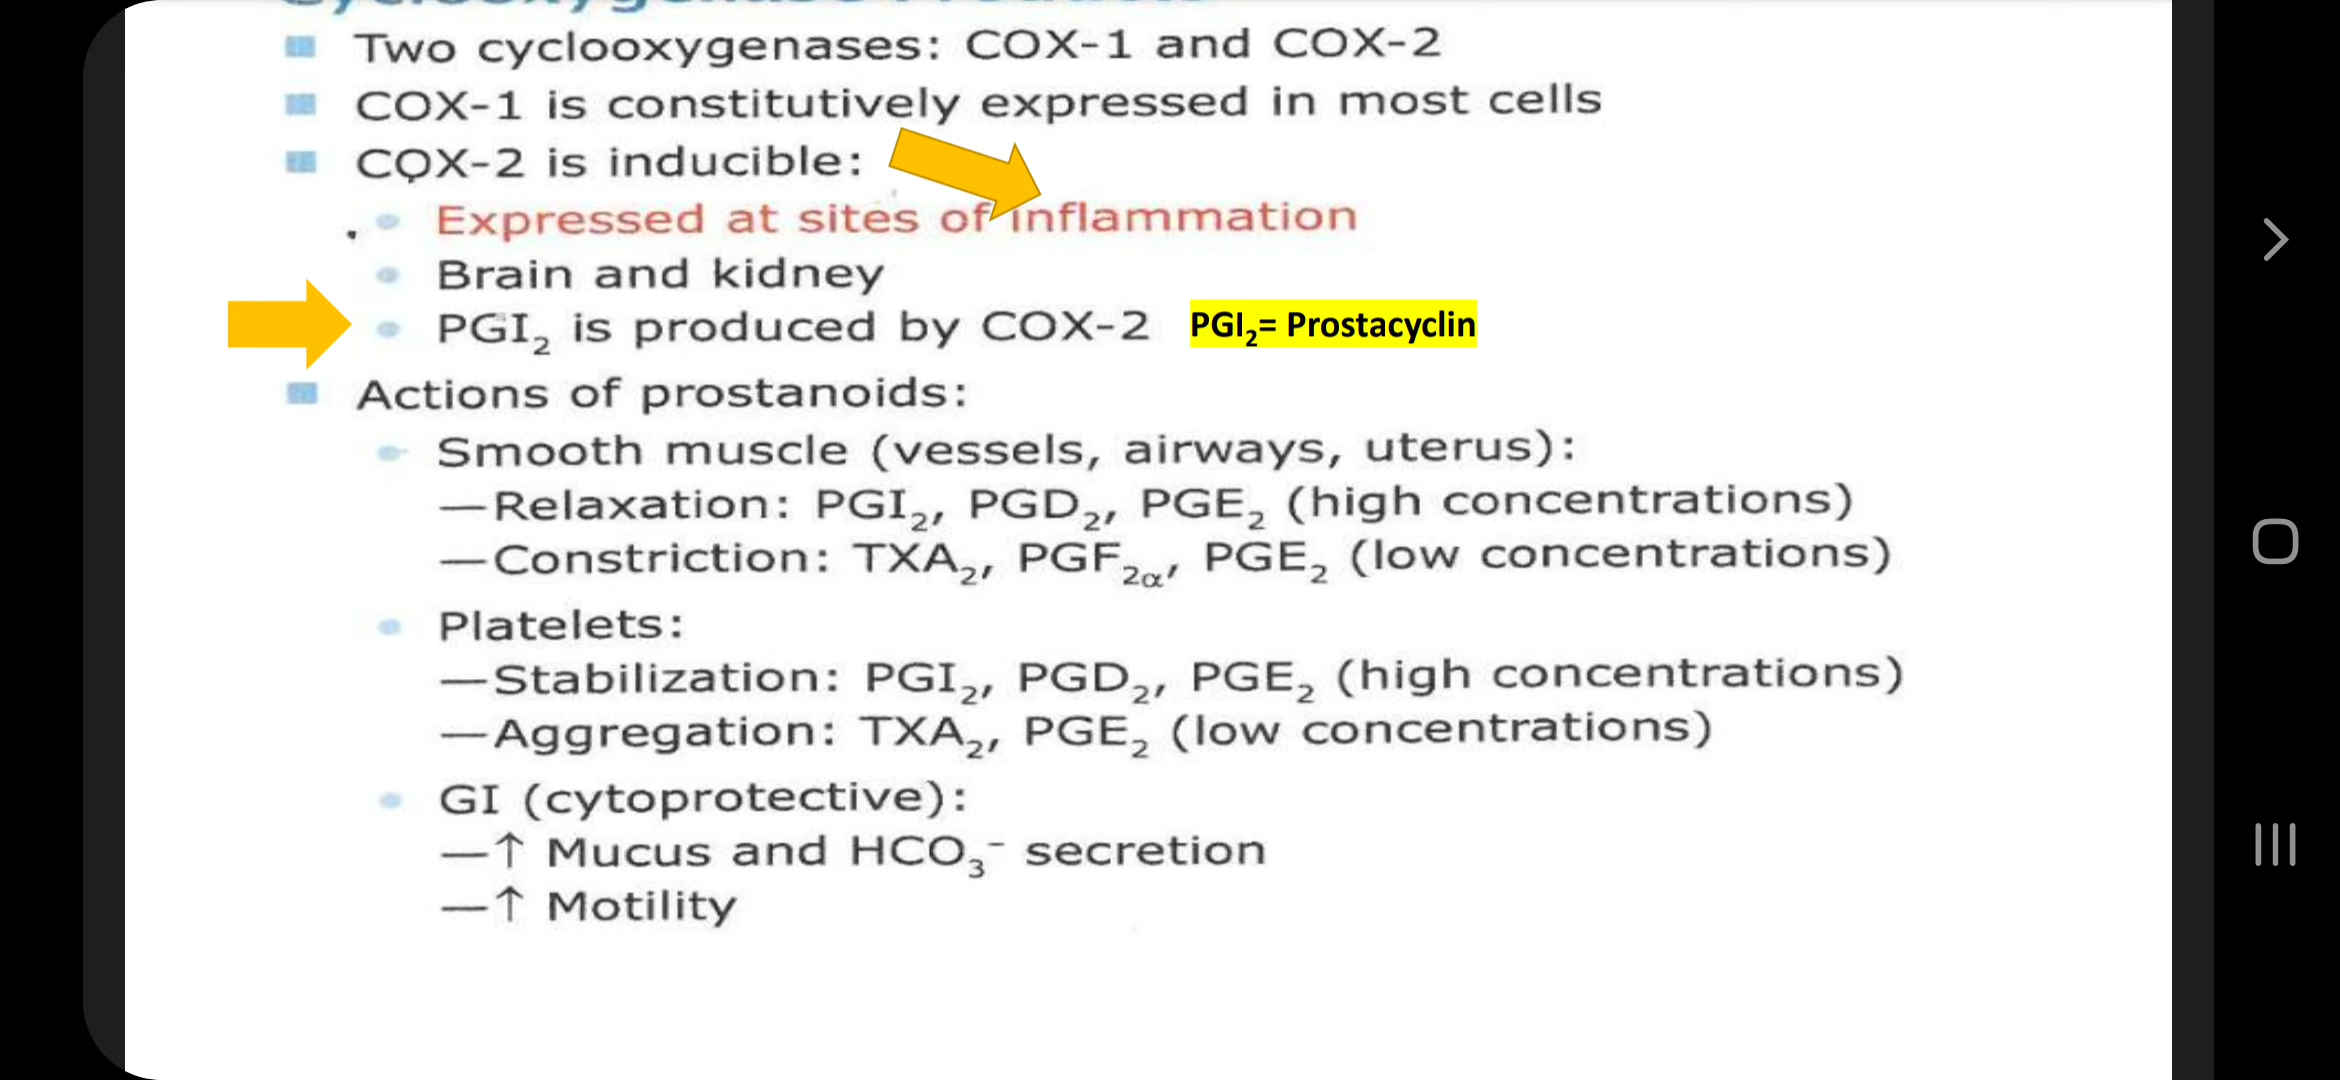 Cyclooxygenase Products
Two cyclooxygenases: COX-1 and COX-2
COX-1 is constitutively expressed in most cells
COX-2 is inducible:
Expressed at sites of inflammation
Brain and kidney
PGI₂ is produced by COX-2 PGI₂= Prostacyclin
Actions of prostanoids:
Smooth muscle (vessels, airways, uterus):
—Relaxation: PGI₂, PGD₂, PGE₂ (high concentrations)
—Constriction: TXA₂, PGF₂α, PGE₂ (low concentrations)
Platelets:
—Stabilization: PGI₂, PGD₂, PGE₂ (high concentrations)
—Aggregation: TXA₂, PGE₂ (low concentrations)
GI (cytoprotective):
—↑ Mucus and HCO₃⁻ secretion
—↑ Motility